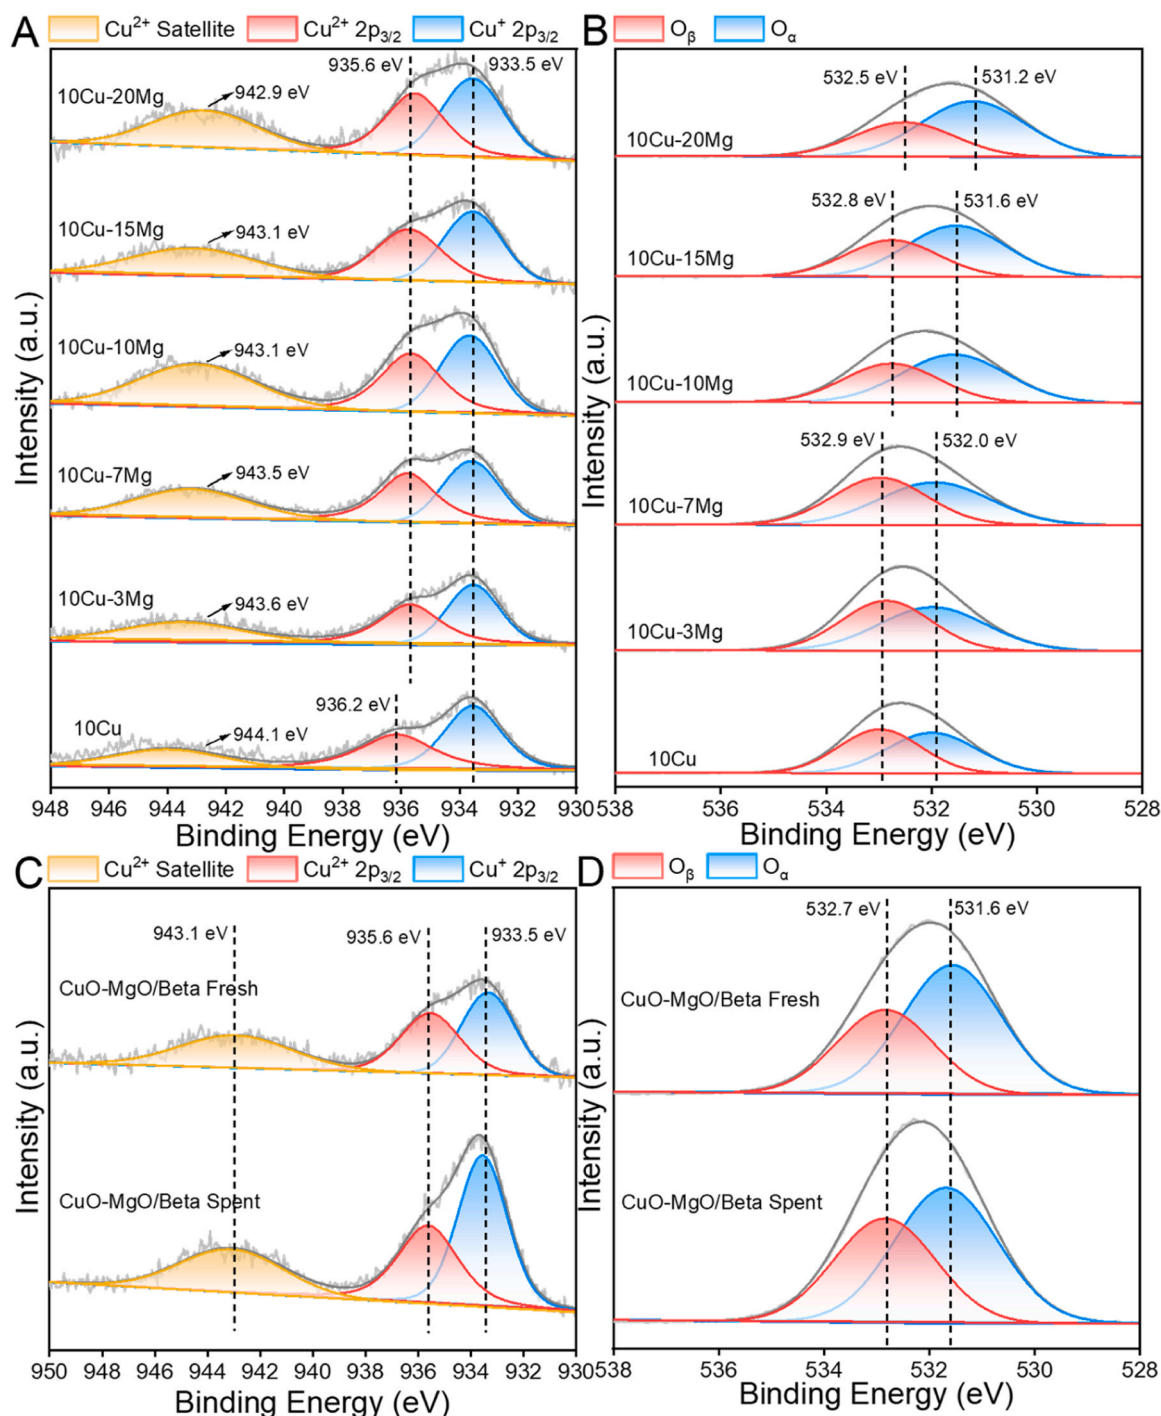 A
Cu²⁺ Satellite Cu²⁺ 2p₃/₂ Cu⁺ 2p₃/₂
935.6 eV 933.5 eV
10Cu-20Mg 942.9 eV
10Cu-15Mg 943.1 eV
10Cu-10Mg 943.1 eV
10Cu-7Mg 943.5 eV
10Cu-3Mg 943.6 eV
936.2 eV
10Cu 944.1 eV
Intensity (a.u.)
948 946 944 942 940 938 936 934 932 930
Binding Energy (eV)
B
Oᵦ Oα
532.5 eV 531.2 eV
10Cu-20Mg
532.8 eV 531.6 eV
10Cu-15Mg
10Cu-10Mg
532.9 eV 532.0 eV
10Cu-7Mg
10Cu-3Mg
10Cu
Intensity (a.u.)
538 536 534 532 530 528
Binding Energy (eV)
C
Cu²⁺ Satellite Cu²⁺ 2p₃/₂ Cu⁺ 2p₃/₂
943.1 eV 935.6 eV 933.5 eV
CuO-MgO/Beta Fresh
CuO-MgO/Beta Spent
Intensity (a.u.)
950 948 946 944 942 940 938 936 934 932 930
Binding Energy (eV)
D
Oᵦ Oα
532.7 eV 531.6 eV
CuO-MgO/Beta Fresh
CuO-MgO/Beta Spent
Intensity (a.u.)
538 536 534 532 530 528
Binding Energy (eV)